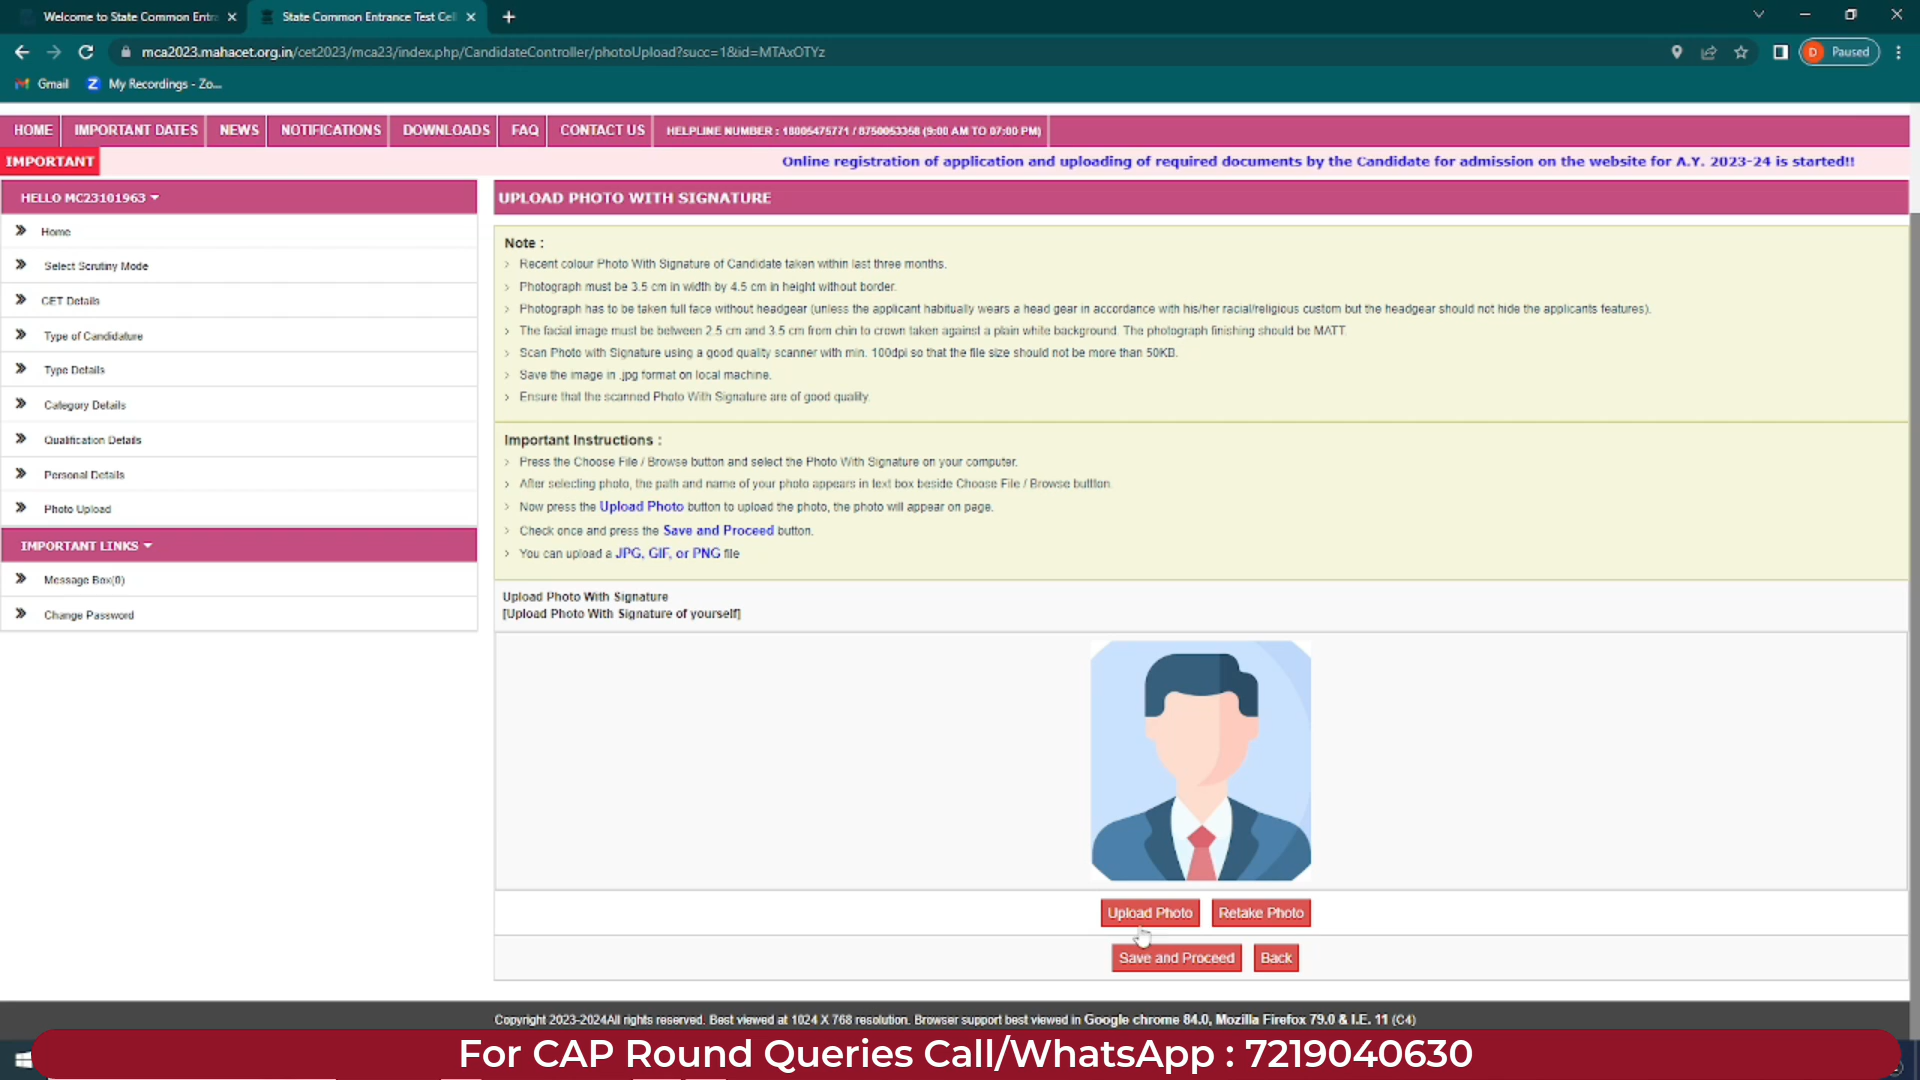 Welcome to State Common Entr
State Common Entrance Test Cell
mca2023.mahacet.org.in/cet2023/mca23/index.php/CandidateController/photoUpload?succ=1&id=MTAxOTYz
D Paused
Gmail
My Recordings - Zo...
HOME
IMPORTANT DATES
NEWS
NOTIFICATIONS
DOWNLOADS
FAQ
CONTACT US
HELPLINE NUMBER : 18005475771 / 8750053358 (9:00 AM TO 07:00 PM)
IMPORTANT
Online registration of application and uploading of required documents by the Candidate for admission on the website for A.Y. 2023-24 is started!!
HELLO MC23101963
Home
Select Scrutiny Mode
CET Details
Type of Candidature
Type Details
Category Details
Qualification Details
Personal Details
Photo Upload
IMPORTANT LINKS
Message Box(0)
Change Password
UPLOAD PHOTO WITH SIGNATURE
Note :
Recent colour Photo With Signature of Candidate taken within last three months.
Photograph must be 3.5 cm in width by 4.5 cm in height without border.
Photograph has to be taken full face without headgear (unless the applicant habitually wears a head gear in accordance with his/her racial/religious custom but the headgear should not hide the applicants features).
The facial image must be between 2.5 cm and 3.5 cm from chin to crown taken against a plain white background. The photograph finishing should be MATT.
Scan Photo with Signature using a good quality scanner with min. 100dpi so that the file size should not be more than 50KB.
Save the image in .jpg format on local machine.
Ensure that the scanned Photo With Signature are of good quality.
Important Instructions :
Press the Choose File / Browse button and select the Photo With Signature on your computer.
After selecting photo, the path and name of your photo appears in text box beside Choose File / Browse buttton
Now press the Upload Photo button to upload the photo, the photo will appear on page.
Check once and press the Save and Proceed button.
You can upload a JPG, GIF, or PNG file
Upload Photo With Signature
[Upload Photo With Signature of yourself]
Upload Photo
Retake Photo
Save and Proceed
Back
Copyright 2023-2024All rights reserved. Best viewed at 1024 X 768 resolution. Browser support best viewed in Google chrome 84.0, Mozilla Firefox 79.0 & I.E. 11 (C4)
For CAP Round Queries Call/WhatsApp : 7219040630